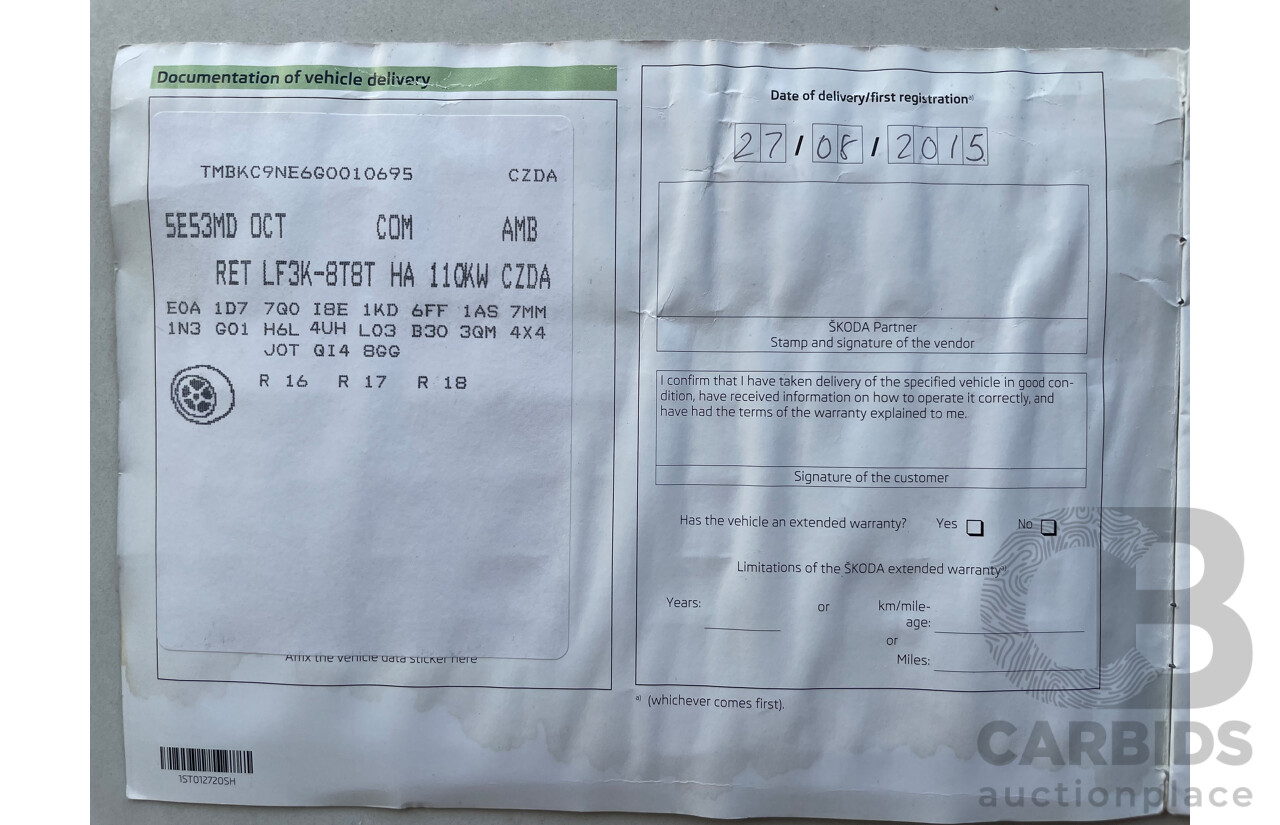 Documentation of vehicle delivery
TMBKC9NE6G0010695 CZDA
5E53MD OCT COM AMB
RET LF3K-8T8T HA 110KW CZDA
E0A 1D7 7Q0 I8E 1KD 6FF 1AS 7MM
1N3 G01 H6L 4UH L03 B30 3QM 4X4
J0T QI4 8GG
R 16 R 17 R 18
Affix the vehicle data sticker here
1ST012720SH
Date of delivery/first registration a)
27/08/2015
ŠKODA Partner
Stamp and signature of the vendor
I confirm that I have taken delivery of the specified vehicle in good con-
dition, have received information on how to operate it correctly, and
have had the terms of the warranty explained to me.
Signature of the customer
Has the vehicle an extended warranty? Yes No
Limitations of the ŠKODA extended warranty a)
Years: or km/mile-
age:
or
Miles:
a) (whichever comes first).
CB
CARBIDS
auctionplace